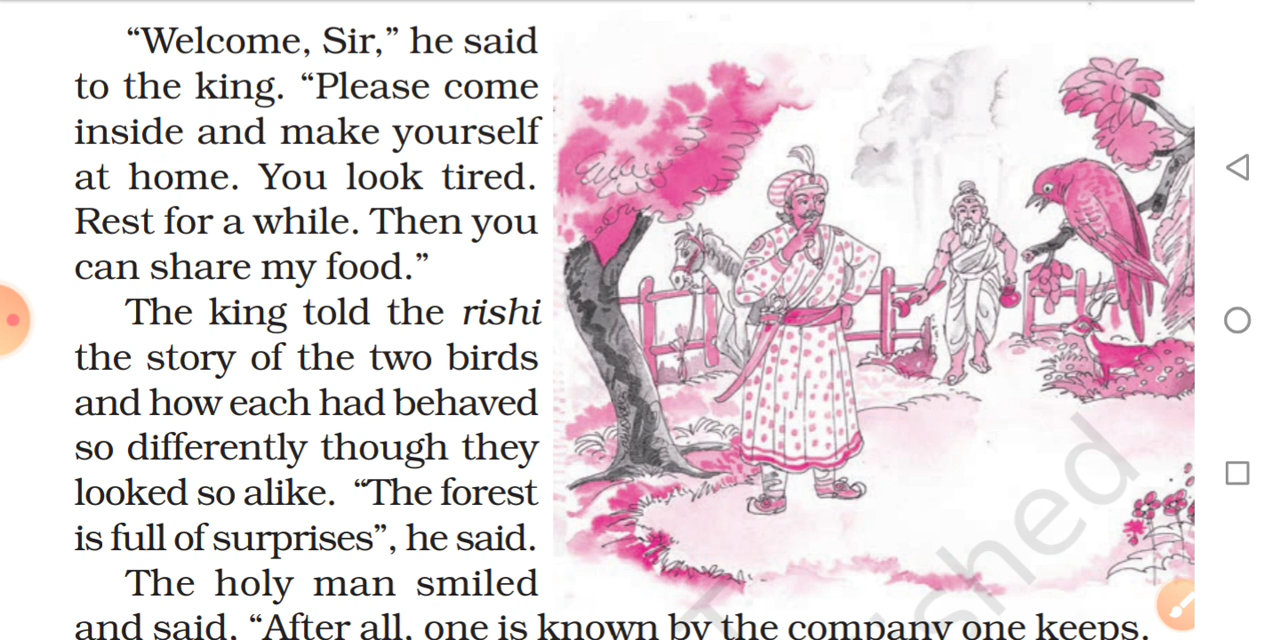 “Welcome, Sir,” he said
to the king. “Please come
inside and make yourself
at home. You look tired.
Rest for a while. Then you
can share my food.”
The king told the rishi
the story of the two birds
and how each had behaved
so differently though they
looked so alike. “The forest
is full of surprises”, he said.
The holy man smiled
and said, “After all, one is known by the company one keeps.
shed